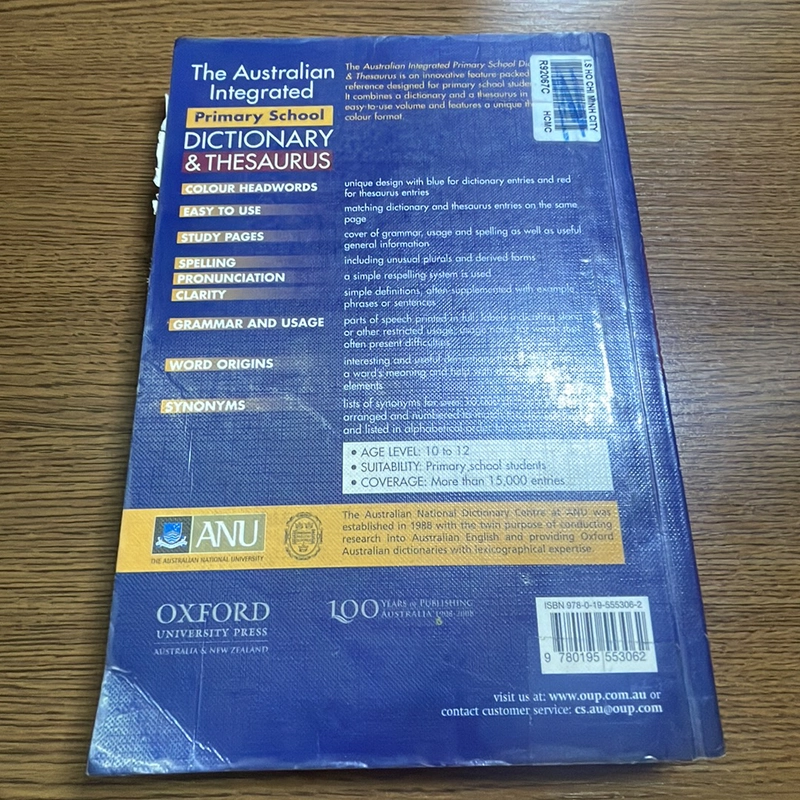 The Australian
Integrated
Primary School
DICTIONARY
& THESAURUS
The Australian Integrated Primary School
& Thesaurus is an innovative feature-packed
reference designed for primary school
It combines a dictionary and a thesaurus in
easy-to-use volume and features a unique
colour format.
LS HO CHI MINH CITY
R92067C
HCMC
COLOUR HEADWORDS
unique design with blue for dictionary entries and red
for thesaurus entries
EASY TO USE
matching dictionary and thesaurus entries on the same
page
STUDY PAGES
cover of grammar, usage and spelling as well as useful
general information
SPELLING
including unusual plurals and derived forms
PRONUNCIATION
a simple respelling system is used
CLARITY
simple definitions, often supplemented with example
phrases or sentences
GRAMMAR AND USAGE
parts of speech printed in full, labels indicating slang
or other restricted usage, usage notes for words that
often present difficulties
WORD ORIGINS
interesting and useful
a word's meaning and help
elements
SYNONYMS
lists of synonyms for over
arranged and numbered to
and listed in alphabetical order
• AGE LEVEL: 10 to 12
• SUITABILITY: Primary school students
• COVERAGE: More than 15,000 entries
ANU
THE AUSTRALIAN NATIONAL UNIVERSITY
The Australian National Dictionary Centre at ANU was
established in 1988 with the twin purpose of conducting
research into Australian English and providing Oxford
Australian dictionaries with lexicographical expertise.
OXFORD
UNIVERSITY PRESS
AUSTRALIA & NEW ZEALAND
100 YEARS of PUBLISHING
AUSTRALIA 1908-2008
ISBN 978-0-19-555306-2
9 780195 553062
visit us at: www.oup.com.au or
contact customer service: cs.au@oup.com